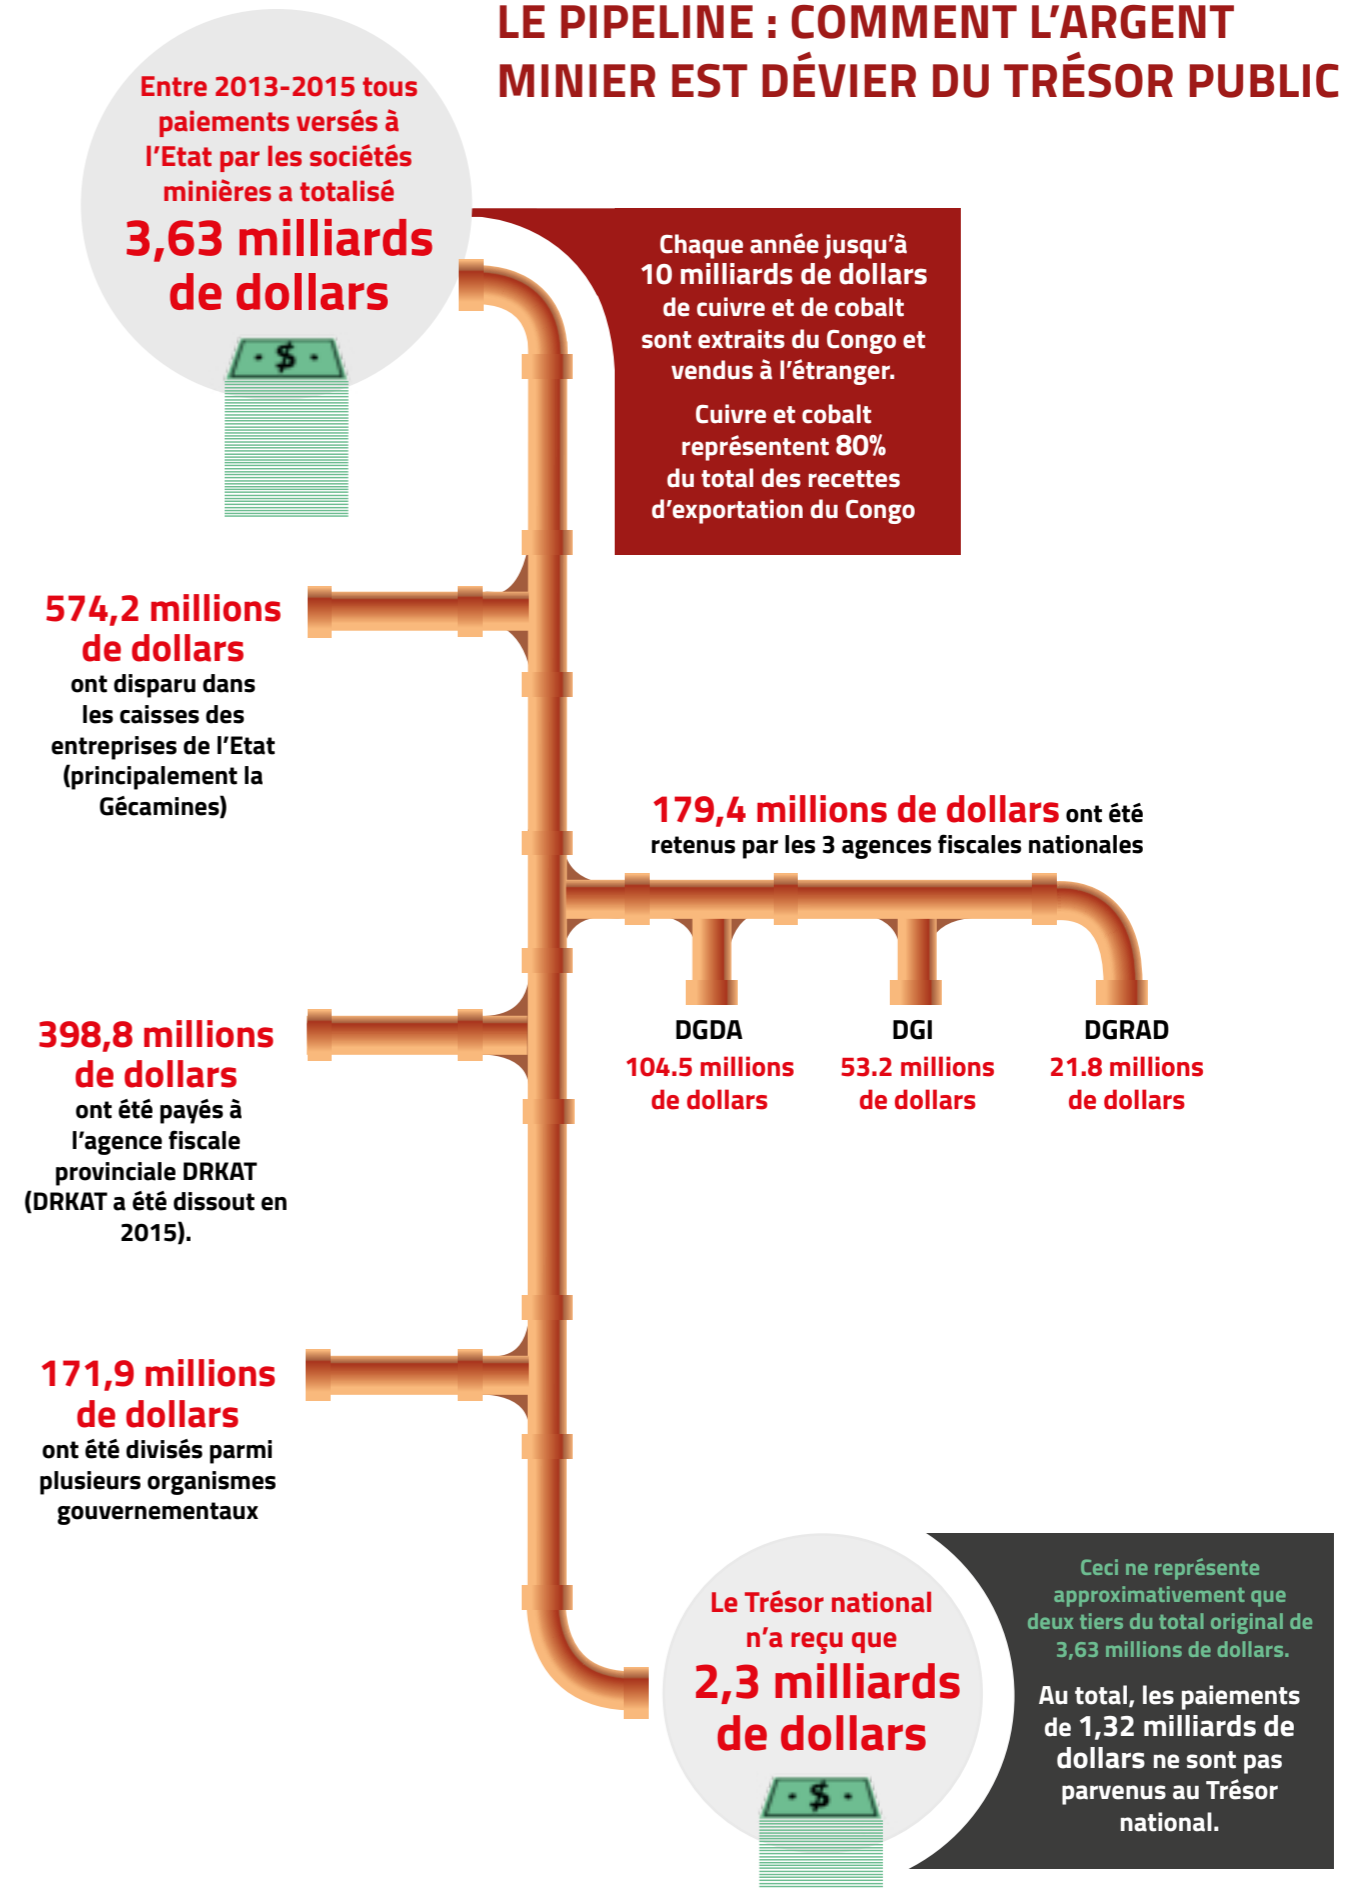 LE PIPELINE : COMMENT L’ARGENT
MINIER EST DÉVIER DU TRÉSOR PUBLIC
Entre 2013-2015 tous
paiements versés à
l’Etat par les sociétés
minières a totalisé
3,63 milliards
de dollars
$
Chaque année jusqu’à
10 milliards de dollars
de cuivre et de cobalt
sont extraits du Congo et
vendus à l’étranger.
Cuivre et cobalt
représentent 80%
du total des recettes
d’exportation du Congo
574,2 millions
de dollars
ont disparu dans
les caisses des
entreprises de l’Etat
(principalement la
Gécamines)
179,4 millions de dollars ont été
retenus par les 3 agences fiscales nationales
DGDA
104.5 millions
de dollars
DGI
53.2 millions
de dollars
DGRAD
21.8 millions
de dollars
398,8 millions
de dollars
ont été payés à
l’agence fiscale
provinciale DRKAT
(DRKAT a été dissout en
2015).
171,9 millions
de dollars
ont été divisés parmi
plusieurs organismes
gouvernementaux
Le Trésor national
n’a reçu que
2,3 milliards
de dollars
$
Ceci ne représente
approximativement que
deux tiers du total original de
3,63 millions de dollars.
Au total, les paiements
de 1,32 milliards de
dollars ne sont pas
parvenus au Trésor
national.